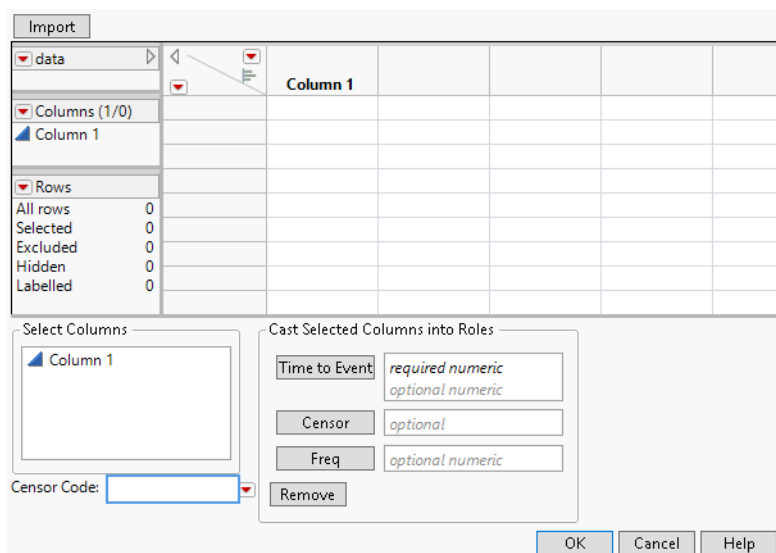 Import
data
Column 1
Columns (1/0)
Column 1
Rows
All rows 0
Selected 0
Excluded 0
Hidden 0
Labelled 0
Select Columns
Column 1
Censor Code:
Cast Selected Columns into Roles
Time to Event required numeric
optional numeric
Censor optional
Freq optional numeric
Remove
OK Cancel Help